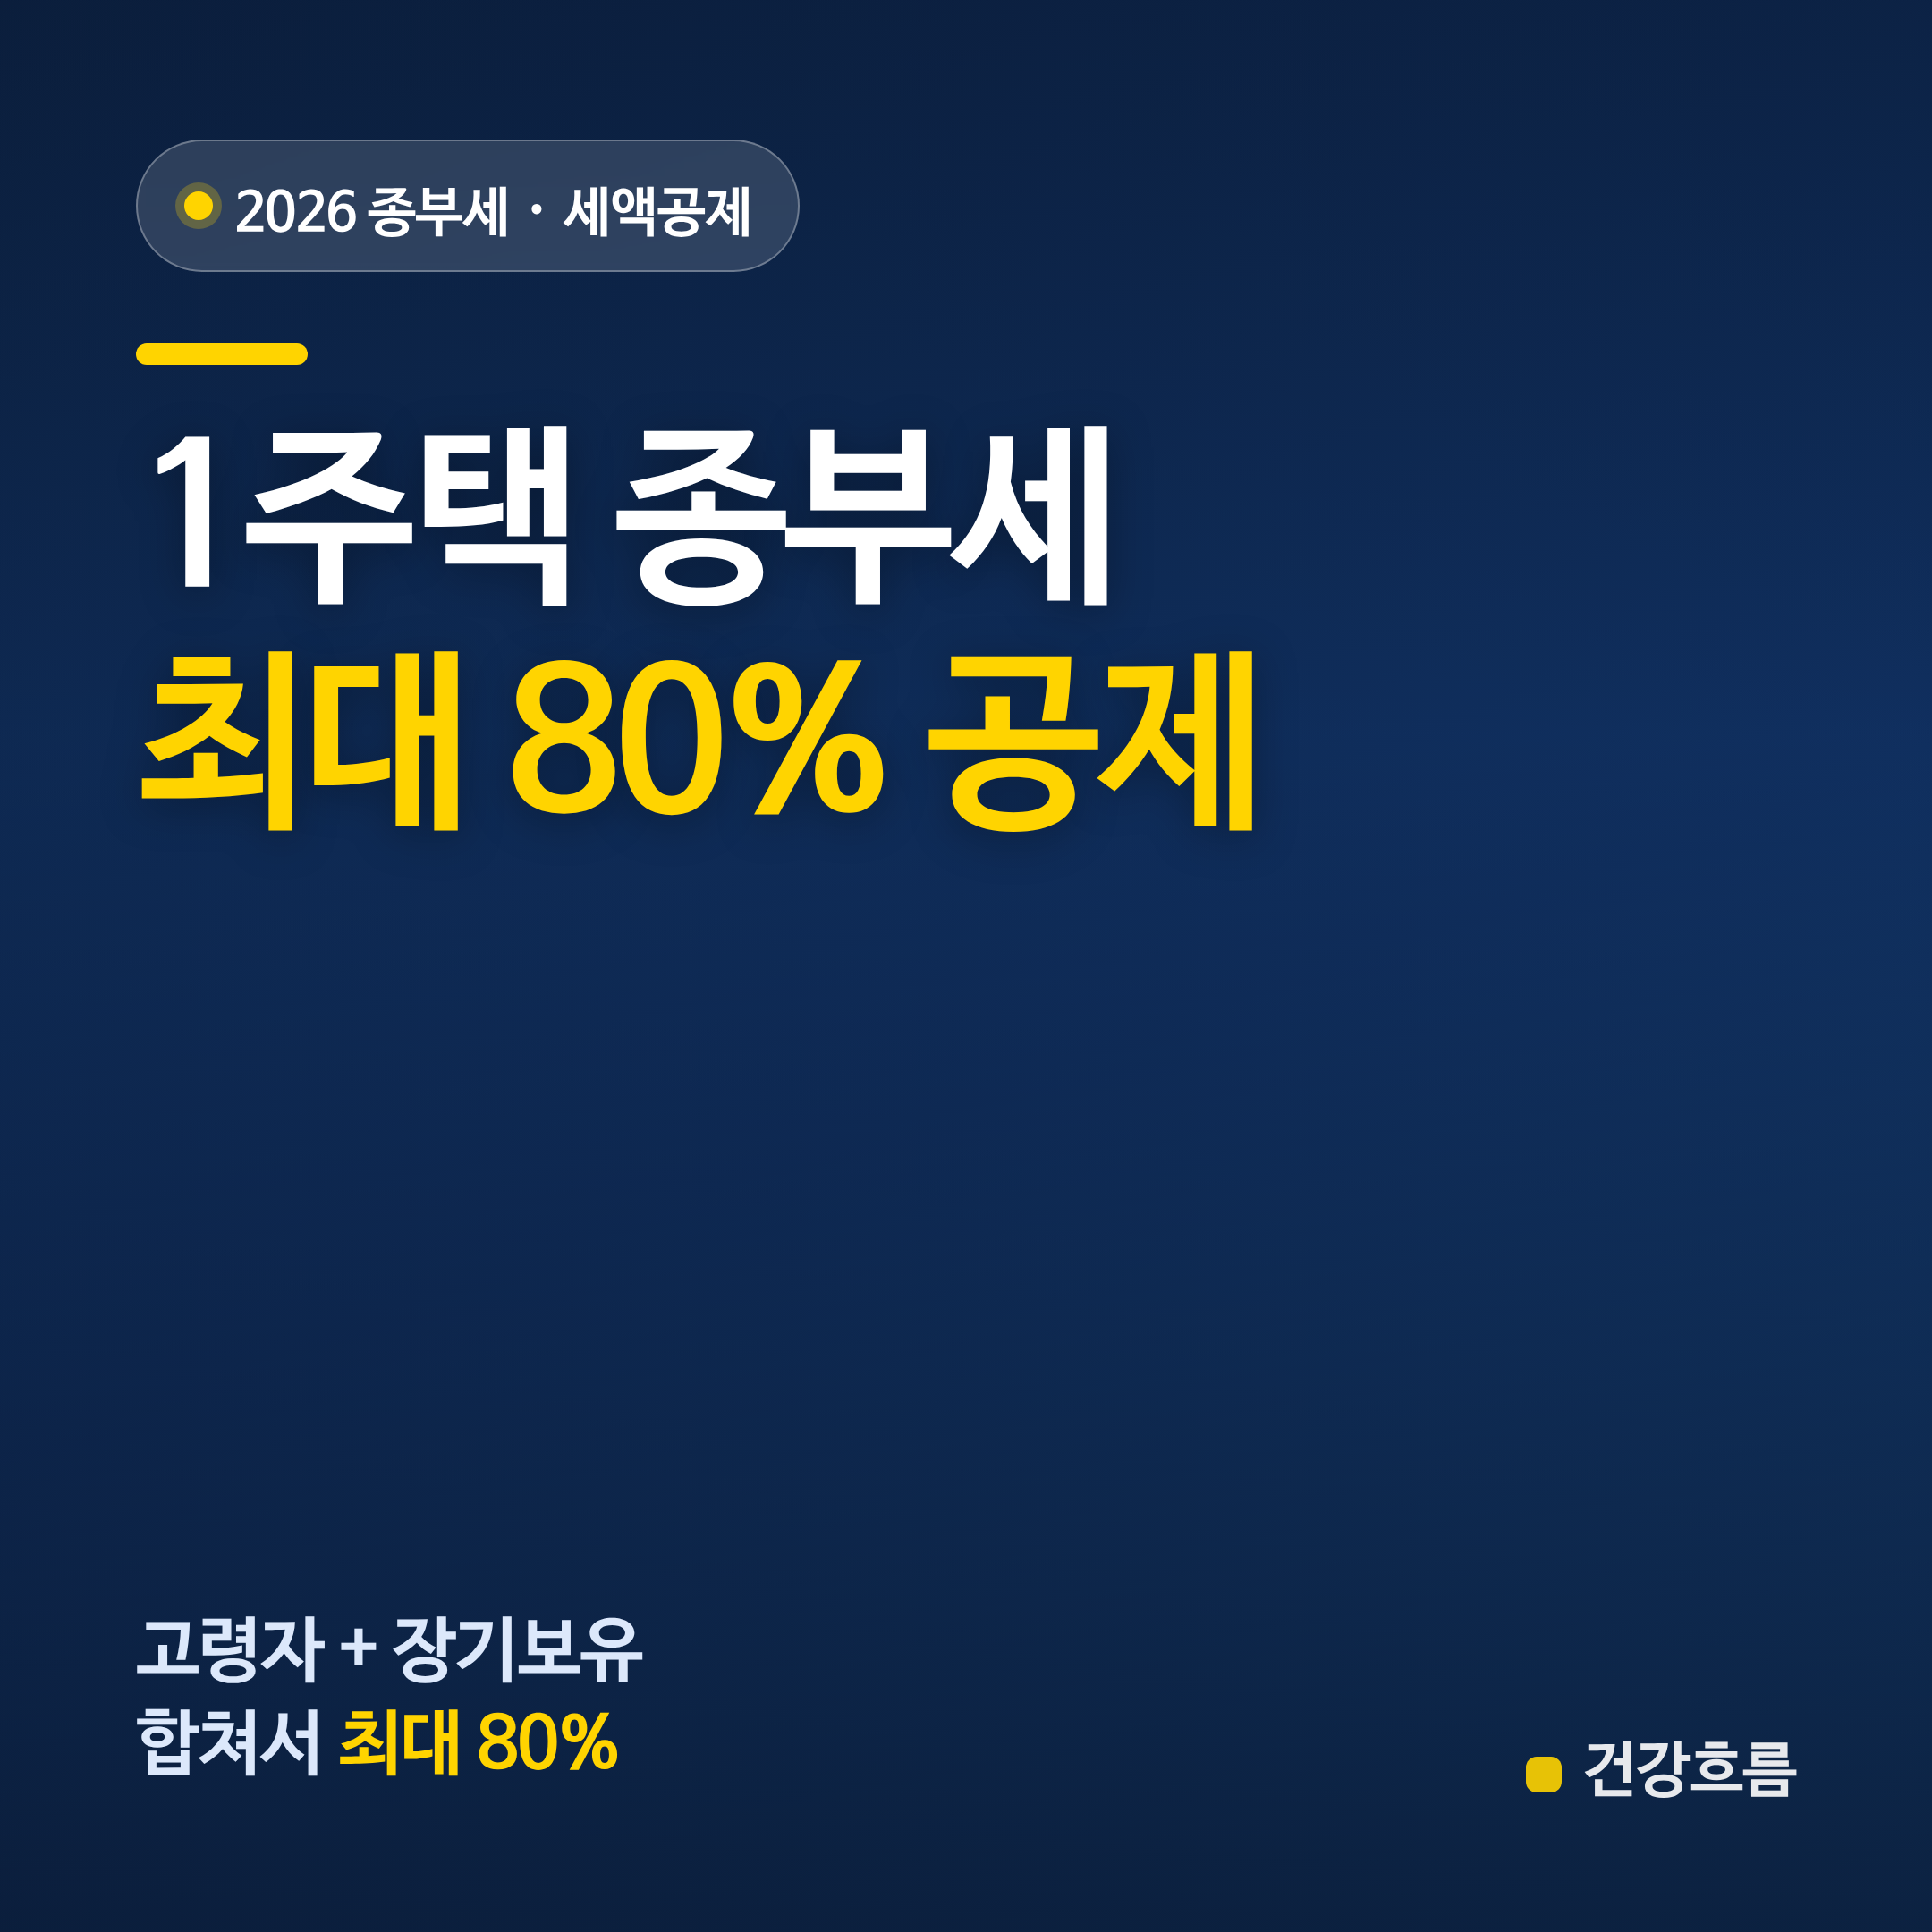 2026 종부세 · 세액공제
1주택 종부세
최대 80% 공제
고령자 + 장기보유
합쳐서 최대 80%
건강흐름